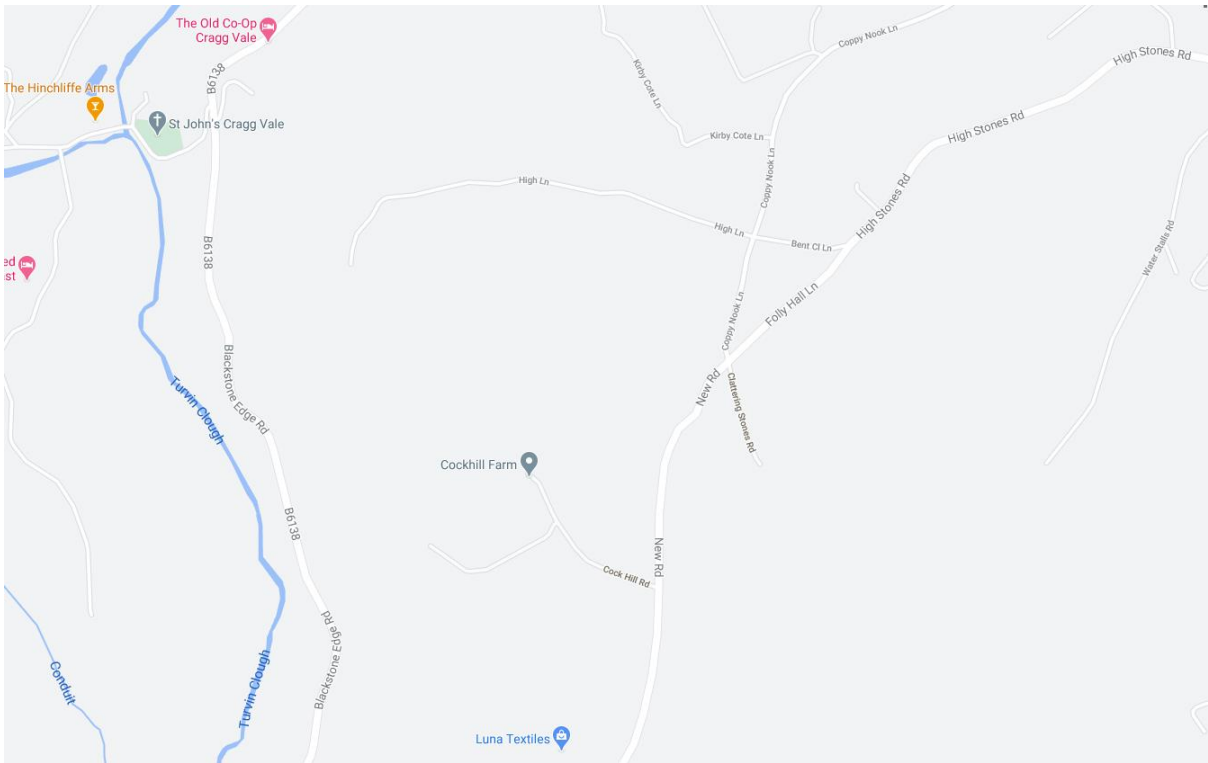 The Old Co-Op
Cragg Vale
Coppy Nook Ln
High Stones Rd
Kirby Cote Ln
B6138
The Hinchliffe Arms
St John's Cragg Vale
High Stones Rd
Kirby Cote Ln
Coppy Nook Ln
High Ln
High Stones Rd
High Ln
Bent Cl Ln
B6138
Water Stalls Rd
ed
st
Folly Hall Ln
Coppy Nook Ln
Blackstone Edge Rd
New Rd
Clattering Stones Rd
Turvin Clough
Cockhill Farm
B6138
New Rd
Cock Hill Rd
Blackstone Edge Rd
Conduit
Turvin Clough
Luna Textiles